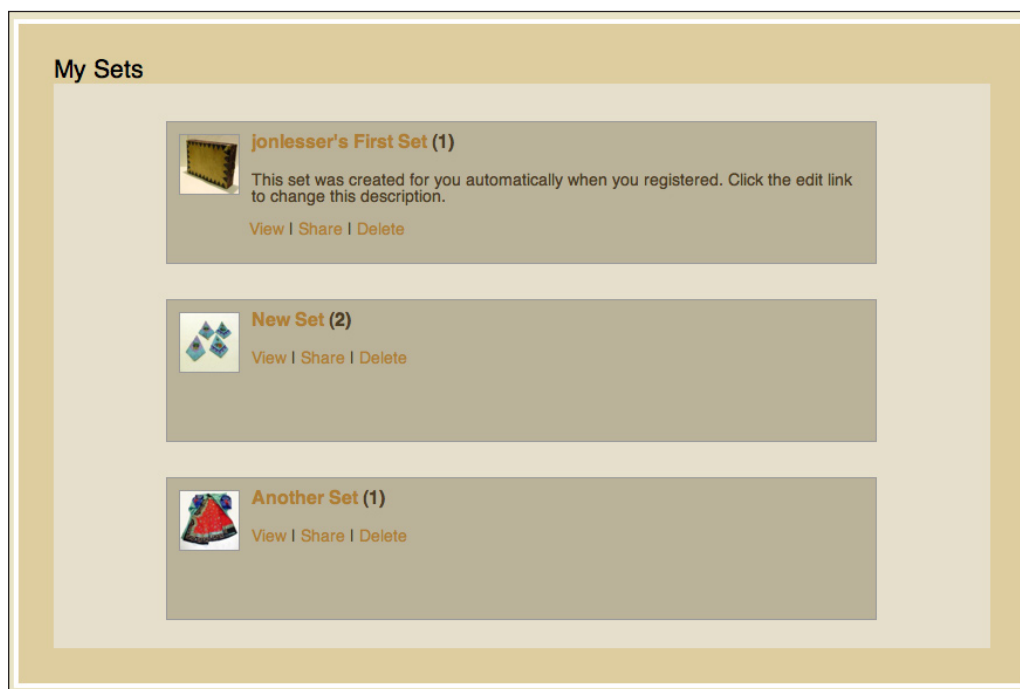 My Sets
jonlesser's First Set (1)
This set was created for you automatically when you registered. Click the edit link
to change this description.
View | Share | Delete
New Set (2)
View | Share | Delete
Another Set (1)
View | Share | Delete